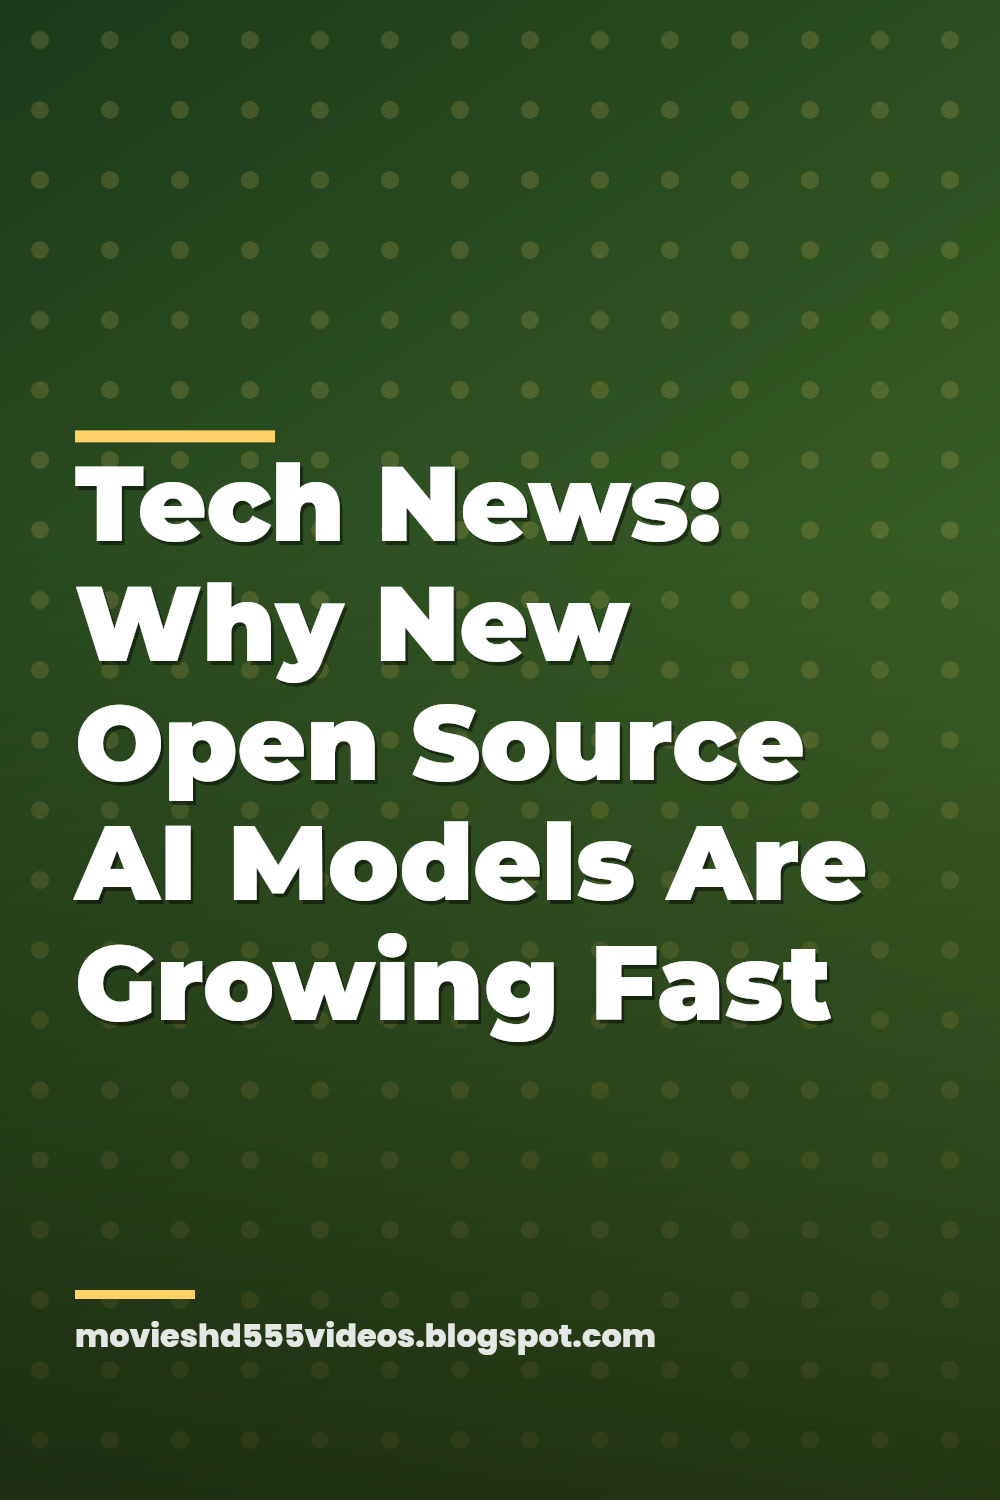 Tech News:
Why New
Open Source
AI Models Are
Growing Fast
movieshd555videos.blogspot.com